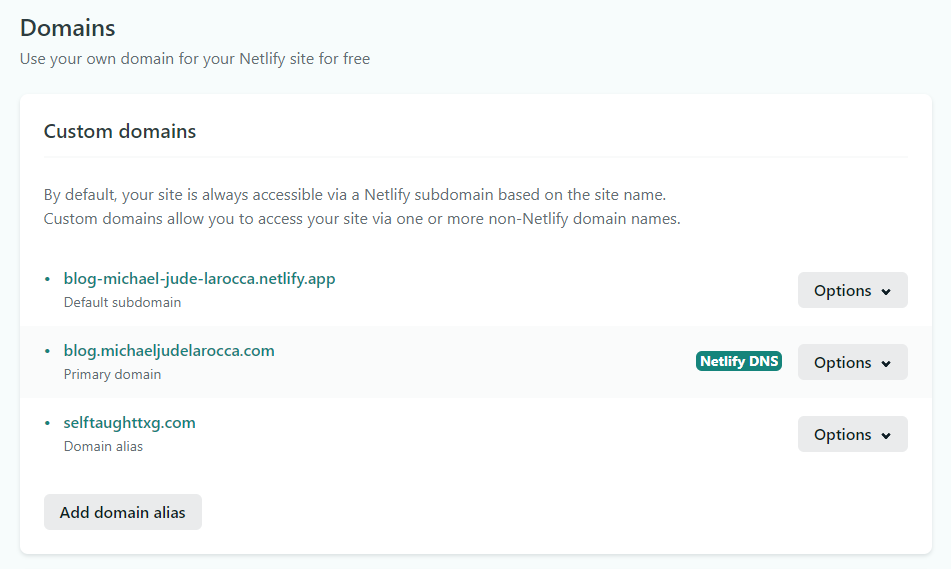 Domains
Use your own domain for your Netlify site for free
Custom domains
By default, your site is always accessible via a Netlify subdomain based on the site name.
Custom domains allow you to access your site via one or more non-Netlify domain names.
• blog-michael-jude-larocca.netlify.app
Default subdomain
Options
• blog.michaeljudelarocca.com
Primary domain
Netlify DNS
Options
• selftaughttxg.com
Domain alias
Options
Add domain alias